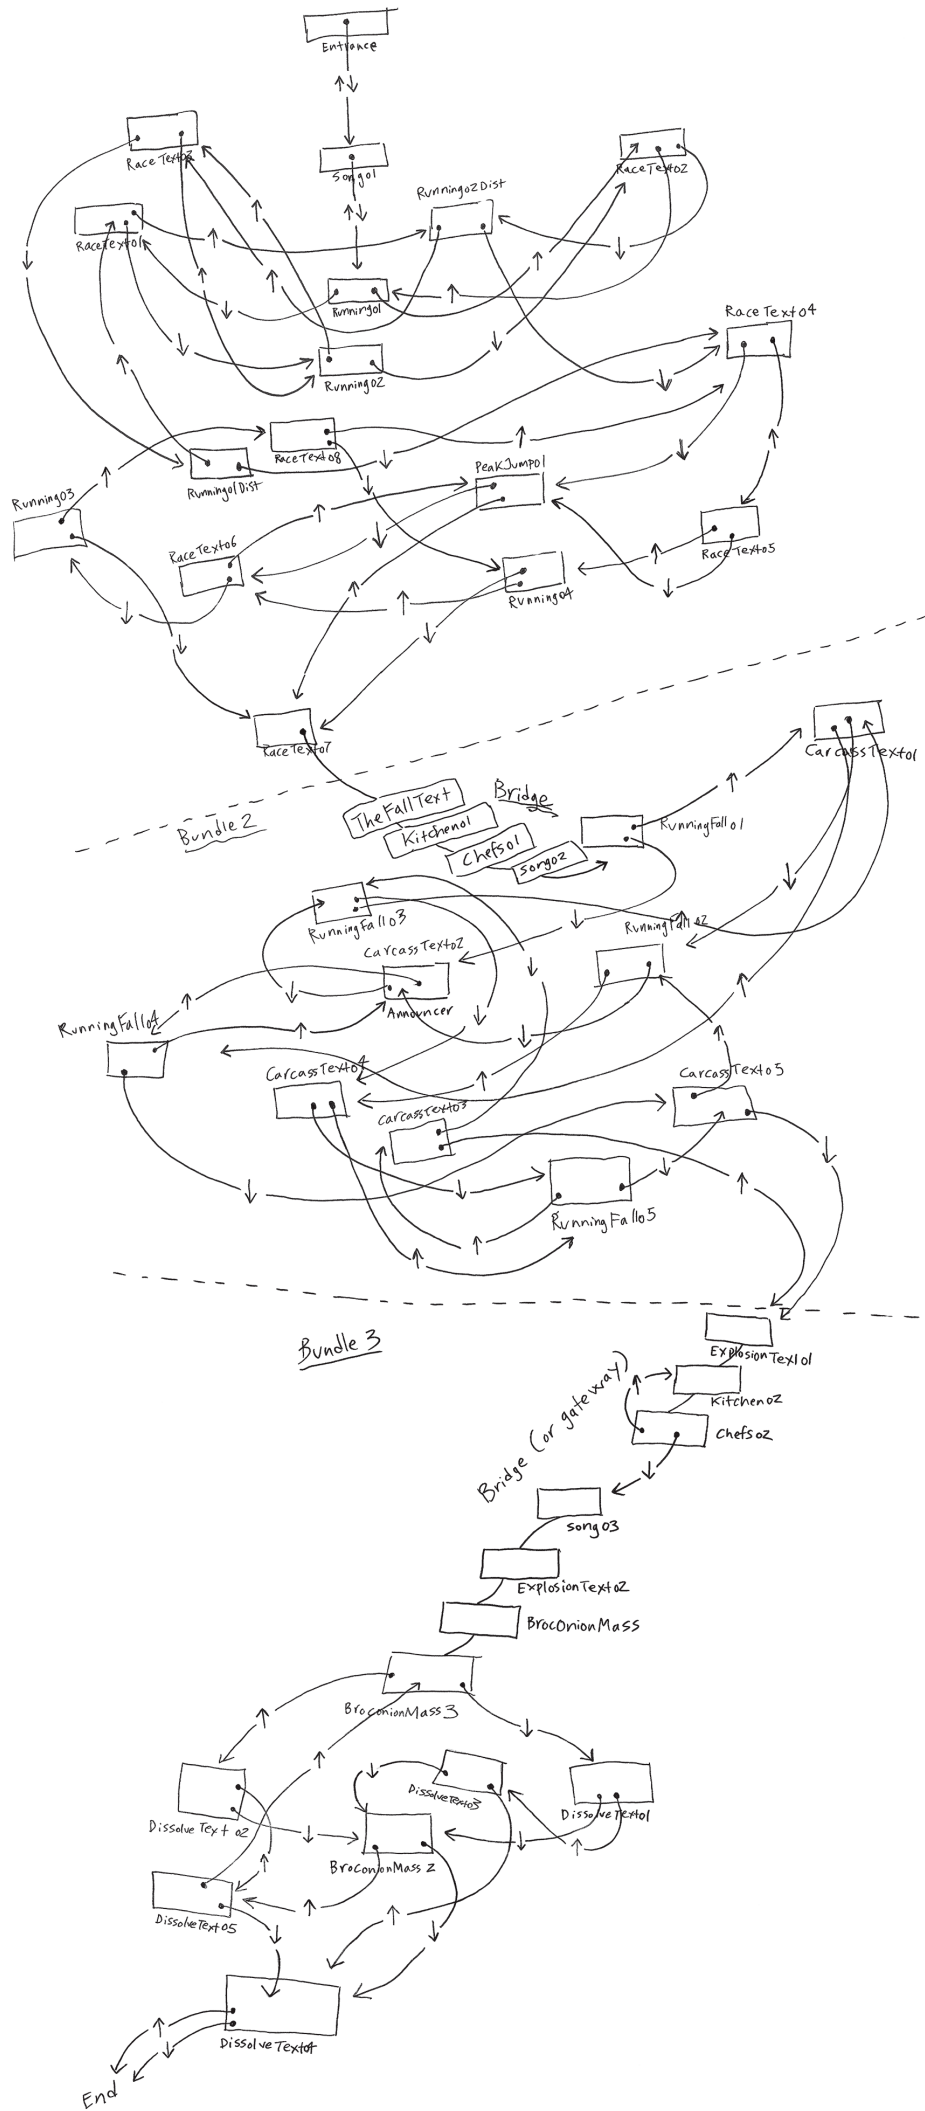 Entrance
RaceText03
Song01
RaceText02
Running02Dist
RaceText01
Running01
RaceText04
Running02
RaceText08
Running01Dist
PeakJump01
Running03
RaceText06
RaceText05
Running04
RaceText07
CarcassText01
Bundle 2
TheFallText
Bridge
Kitchen01
Chefs01
Song02
RunningFall01
RunningFall03
RunningFall02
CarcassText02
Announcer
RunningFall04
CarcassText04
CarcassText05
CarcassText03
RunningFall05
Bundle 3
ExplosionText01
Kitchen02
Chefs02
Bridge (or gateway)
Song03
ExplosionText02
BrocOnionMass
BroconionMass3
DissolveText03
DissolveText01
DissolveText02
BroconionMass2
DissolveText05
DissolveText04
End